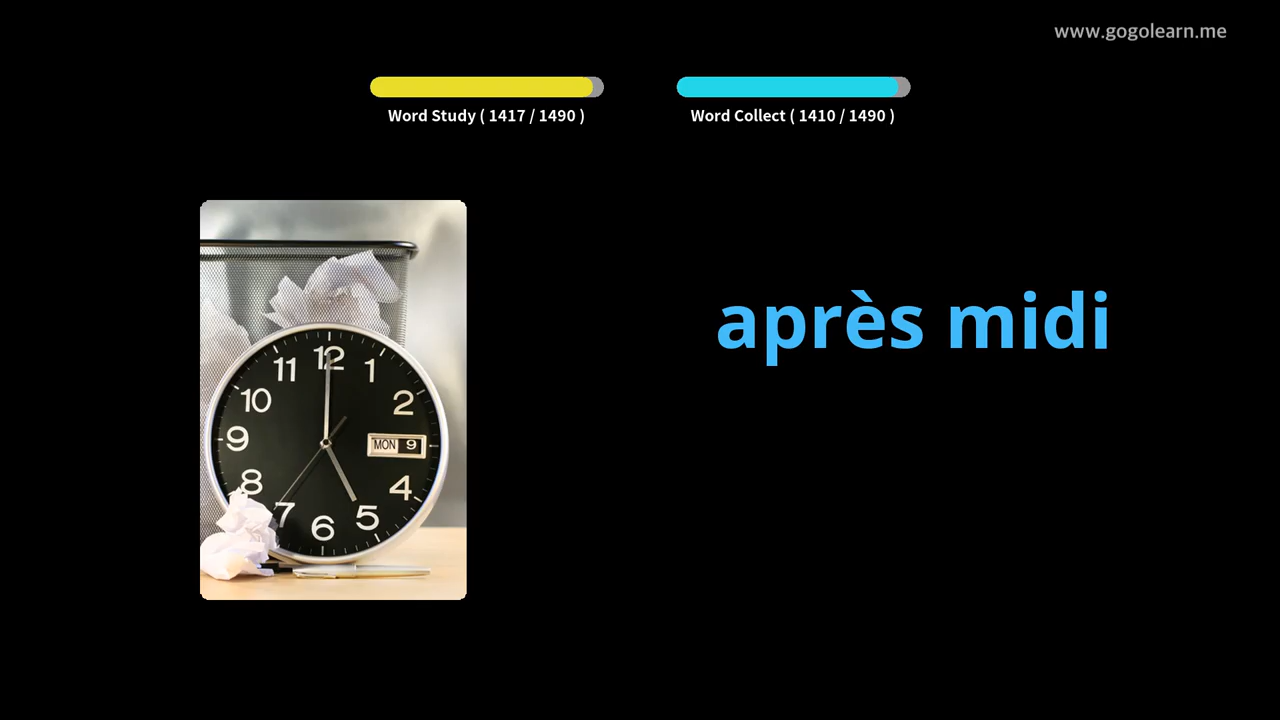 www.gogolearn.me
Word Study ( 1417 / 1490 )
Word Collect ( 1410 / 1490 )
après midi
12
11
1
10
2
9
MON 9
8
4
7
5
6